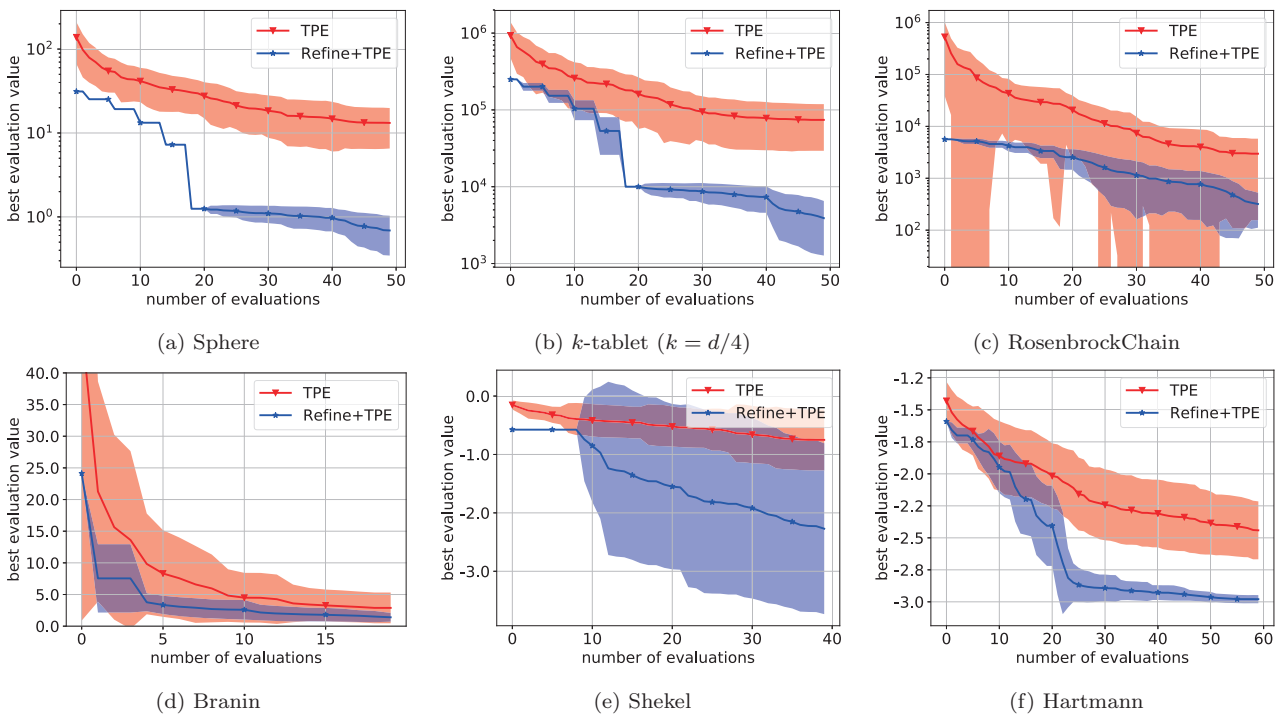 TPE
Refine+TPE
best evaluation value
10²
10¹
10⁰
0 10 20 30 40 50
number of evaluations
(a) Sphere
TPE
Refine+TPE
best evaluation value
10⁶
10⁵
10⁴
10³
0 10 20 30 40 50
number of evaluations
(b) k-tablet (k = d/4)
TPE
Refine+TPE
best evaluation value
10⁶
10⁵
10⁴
10³
10²
0 10 20 30 40 50
number of evaluations
(c) RosenbrockChain
TPE
Refine+TPE
best evaluation value
40.0
35.0
30.0
25.0
20.0
15.0
10.0
5.0
0.0
0 5 10 15
number of evaluations
(d) Branin
TPE
Refine+TPE
best evaluation value
0.0
−1.0
−2.0
−3.0
0 10 20 30 40
number of evaluations
(e) Shekel
TPE
Refine+TPE
best evaluation value
−1.2
−1.5
−1.8
−2.0
−2.2
−2.5
−2.8
−3.0
0 10 20 30 40 50 60
number of evaluations
(f) Hartmann